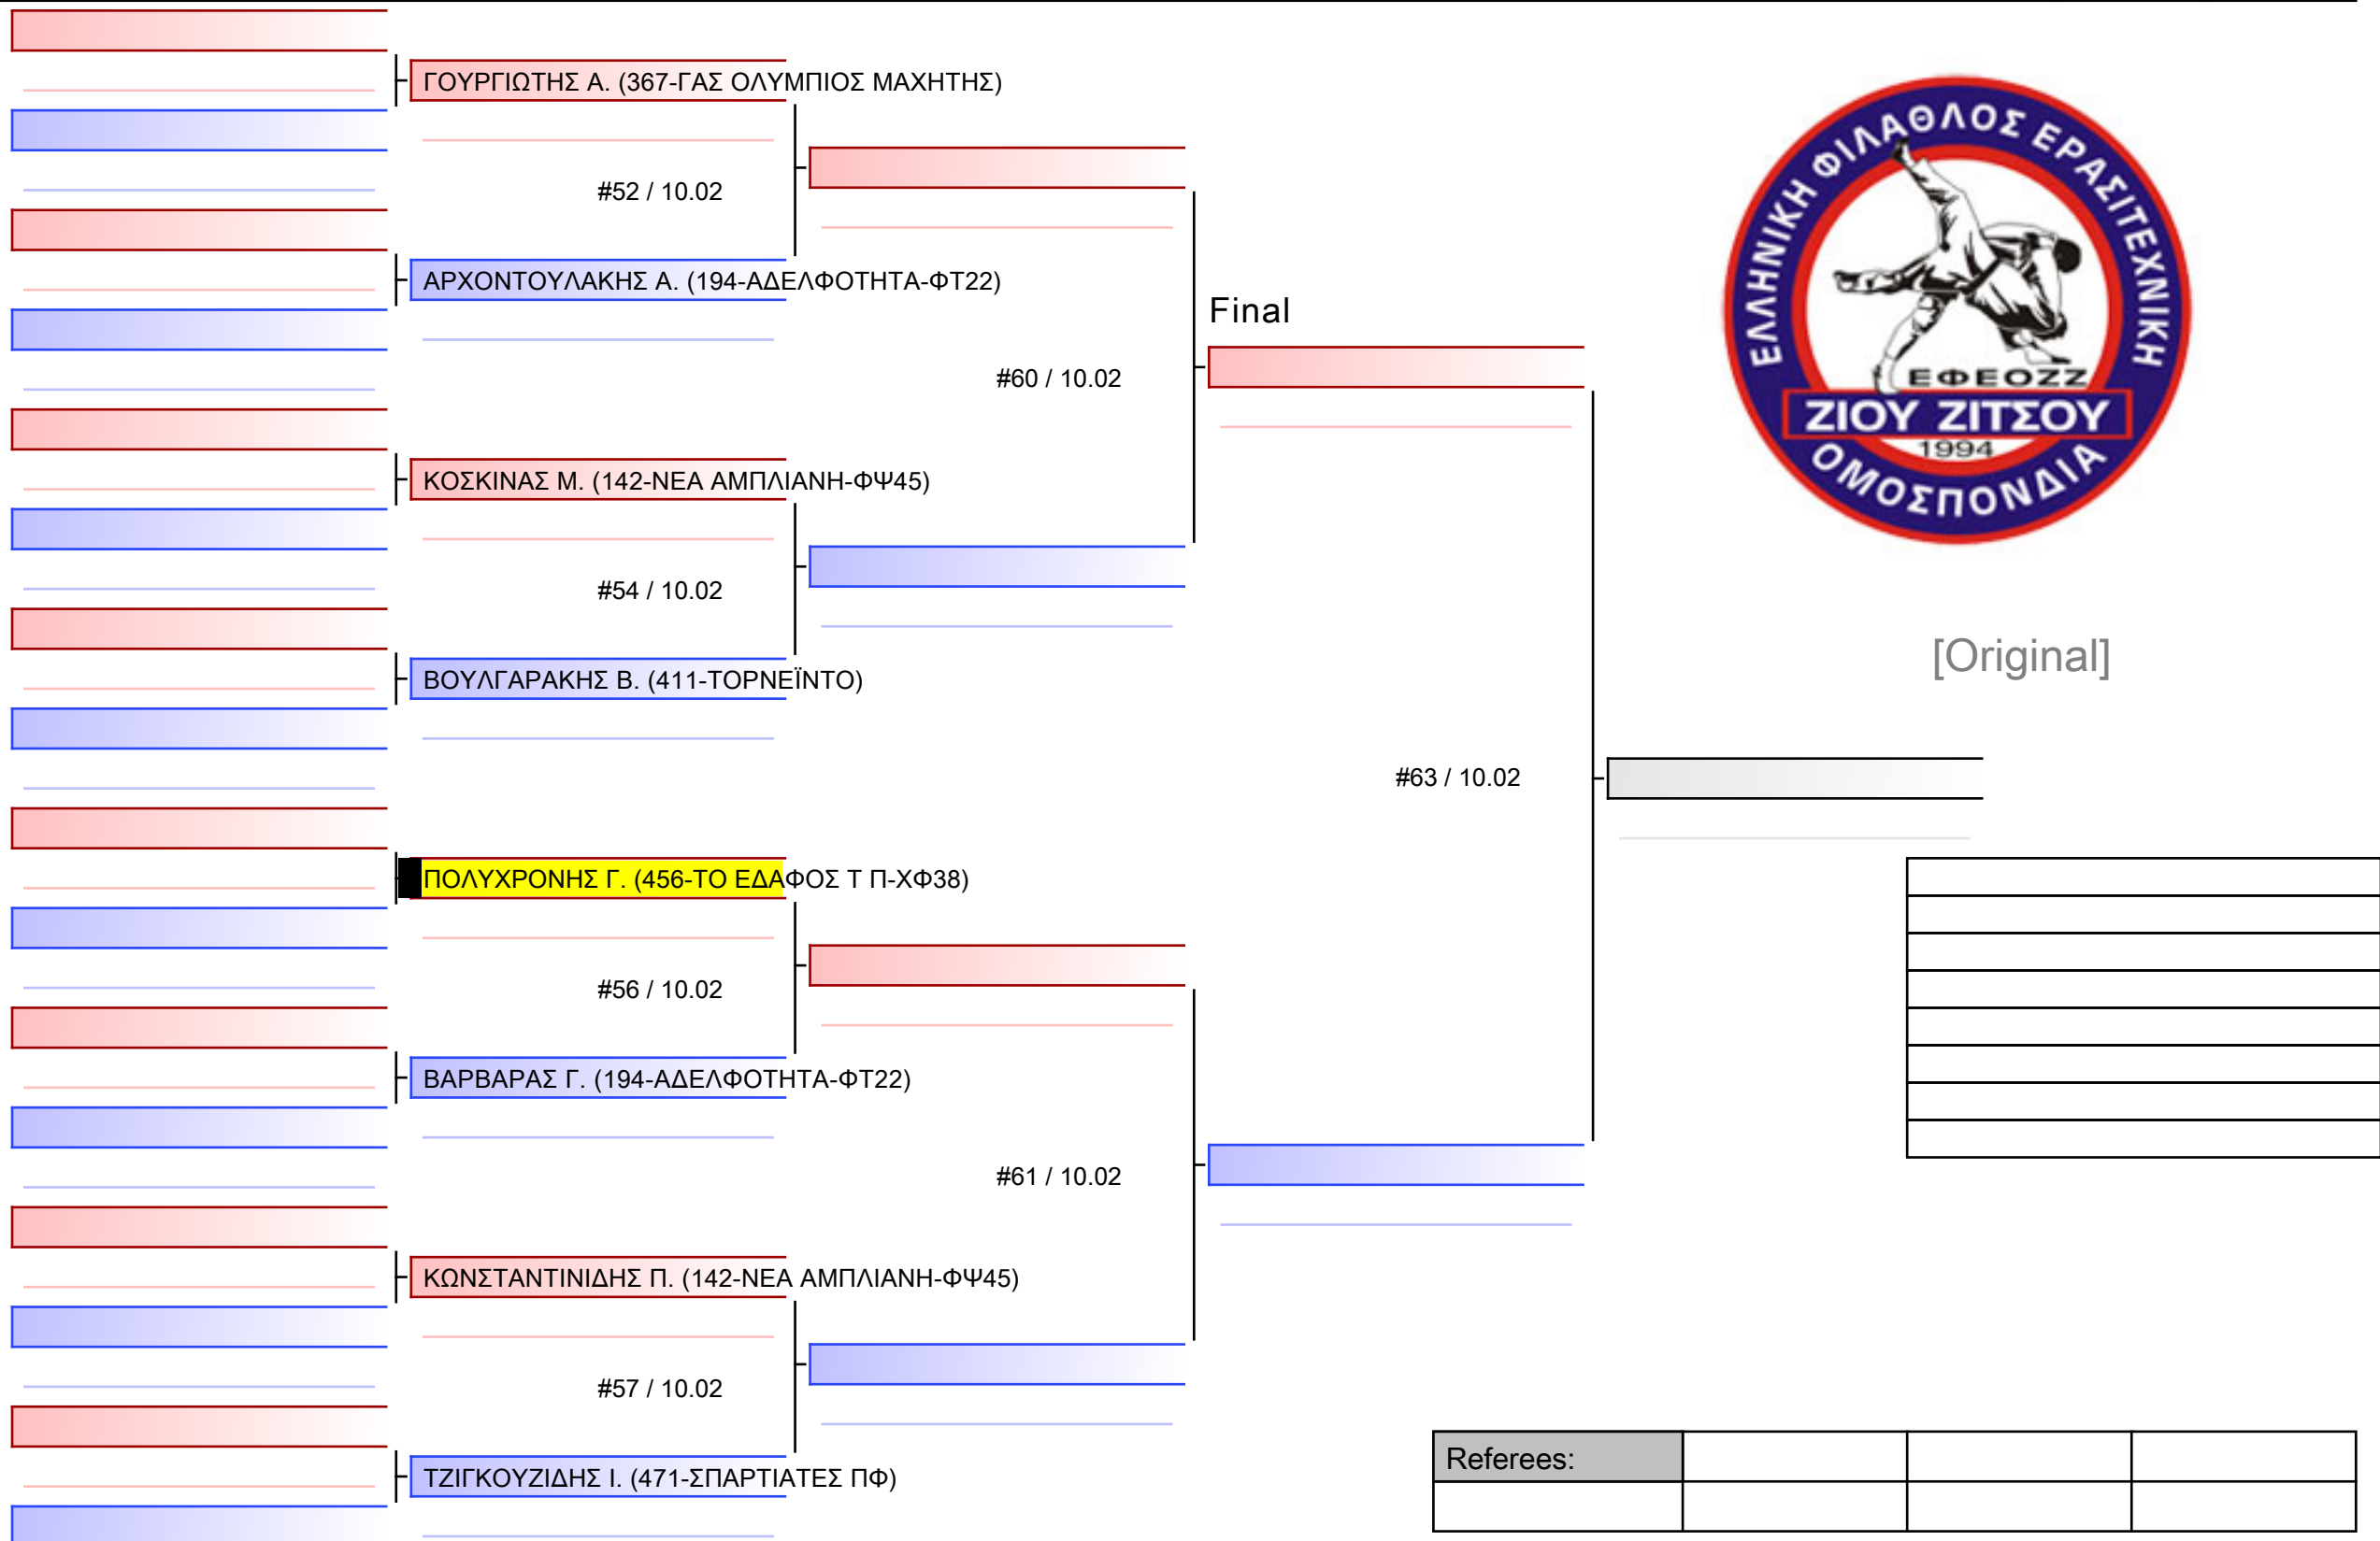 ΓΟΥΡΓΙΩΤΗΣ Α. (367-ΓΑΣ ΟΛΥΜΠΙΟΣ ΜΑΧΗΤΗΣ)
#52 / 10.02
ΑΡΧΟΝΤΟΥΛΑΚΗΣ Α. (194-ΑΔΕΛΦΟΤΗΤΑ-ΦΤ22)
Final
#60 / 10.02
ΚΟΣΚΙΝΑΣ Μ. (142-ΝΕΑ ΑΜΠΛΙΑΝΗ-ΦΨ45)
#54 / 10.02
ΒΟΥΛΓΑΡΑΚΗΣ Β. (411-ΤΟΡΝΕΪΝΤΟ)
ΕΛΛΗΝΙΚΗ ΦΙΛΑΘΛΟΣ ΕΡΑΣΙΤΕΧΝΙΚΗ
ΕΦΕΟΖΖ
ΖΙΟΥ ΖΙΤΣΟΥ
1994
ΟΜΟΣΠΟΝΔΙΑ
[Original]
#63 / 10.02
ΠΟΛΥΧΡΟΝΗΣ Γ. (456-ΤΟ ΕΔΑΦΟΣ Τ Π-ΧΦ38)
#56 / 10.02
ΒΑΡΒΑΡΑΣ Γ. (194-ΑΔΕΛΦΟΤΗΤΑ-ΦΤ22)
#61 / 10.02
ΚΩΝΣΤΑΝΤΙΝΙΔΗΣ Π. (142-ΝΕΑ ΑΜΠΛΙΑΝΗ-ΦΨ45)
#57 / 10.02
ΤΖΙΓΚΟΥΖΙΔΗΣ Ι. (471-ΣΠΑΡΤΙΑΤΕΣ ΠΦ)
Referees: